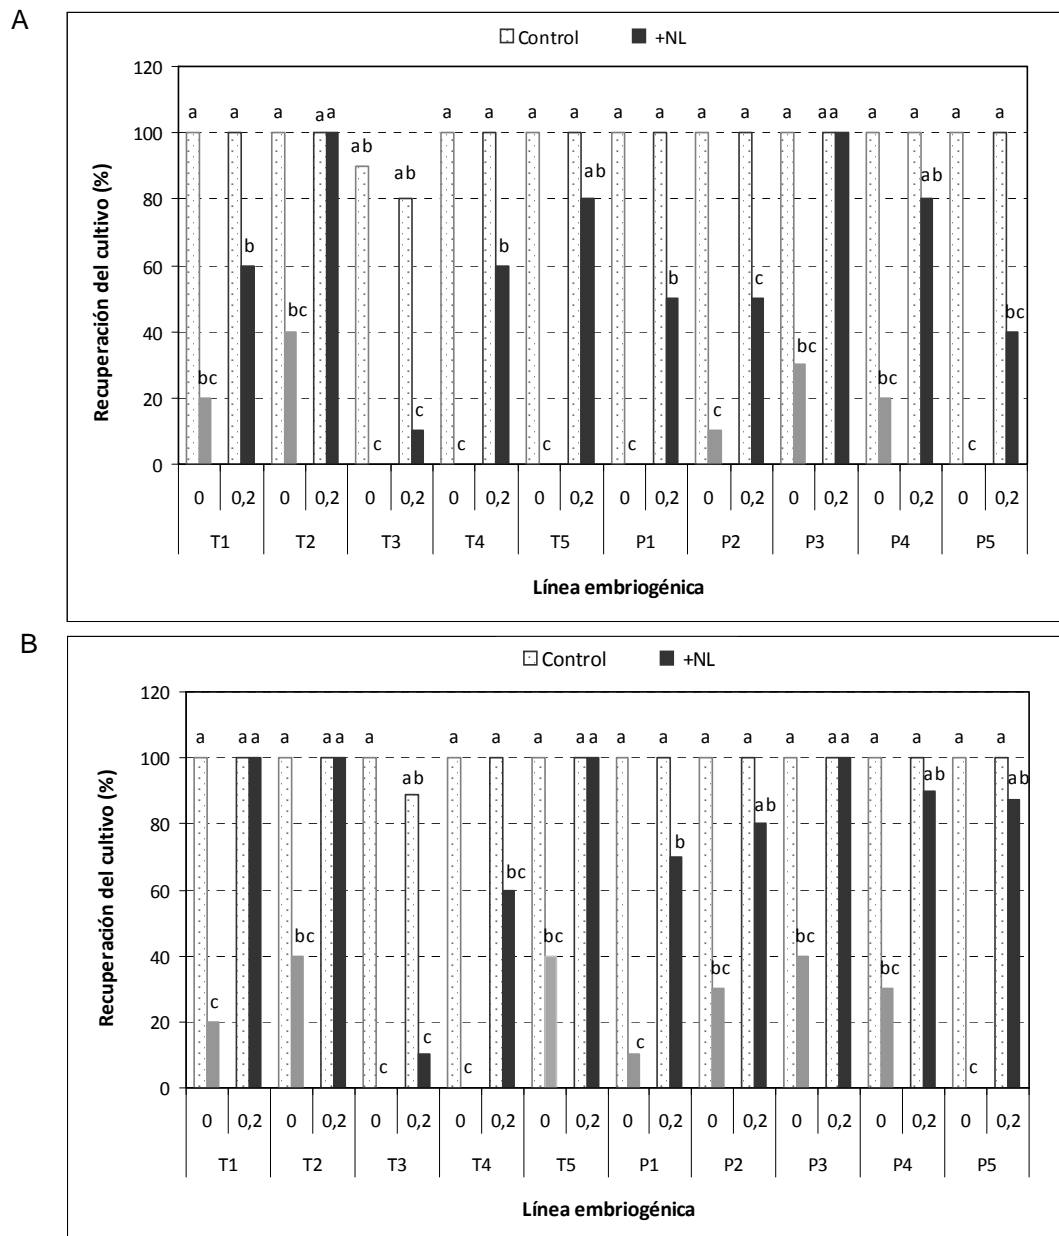 A
Control +NL
Recuperación del cultivo (%)
120
100
80
60
40
20
0
a a a a a a a a a a a a a a a a a a a a
ab ab ab ab
b b b c
bc bc c c c c c c bc bc c bc
0 0,2 0 0,2 0 0,2 0 0,2 0 0,2 0 0,2 0 0,2 0 0,2 0 0,2 0 0,2
T1 T2 T3 T4 T5 P1 P2 P3 P4 P5
Línea embriogénica
B
Control +NL
Recuperación del cultivo (%)
120
100
80
60
40
20
0
a a a a a a a a a a a a a a a a a a a a a a a
ab ab ab ab
bc b
c bc c c c bc c bc bc bc c
0 0,2 0 0,2 0 0,2 0 0,2 0 0,2 0 0,2 0 0,2 0 0,2 0 0,2 0 0,2
T1 T2 T3 T4 T5 P1 P2 P3 P4 P5
Línea embriogénica